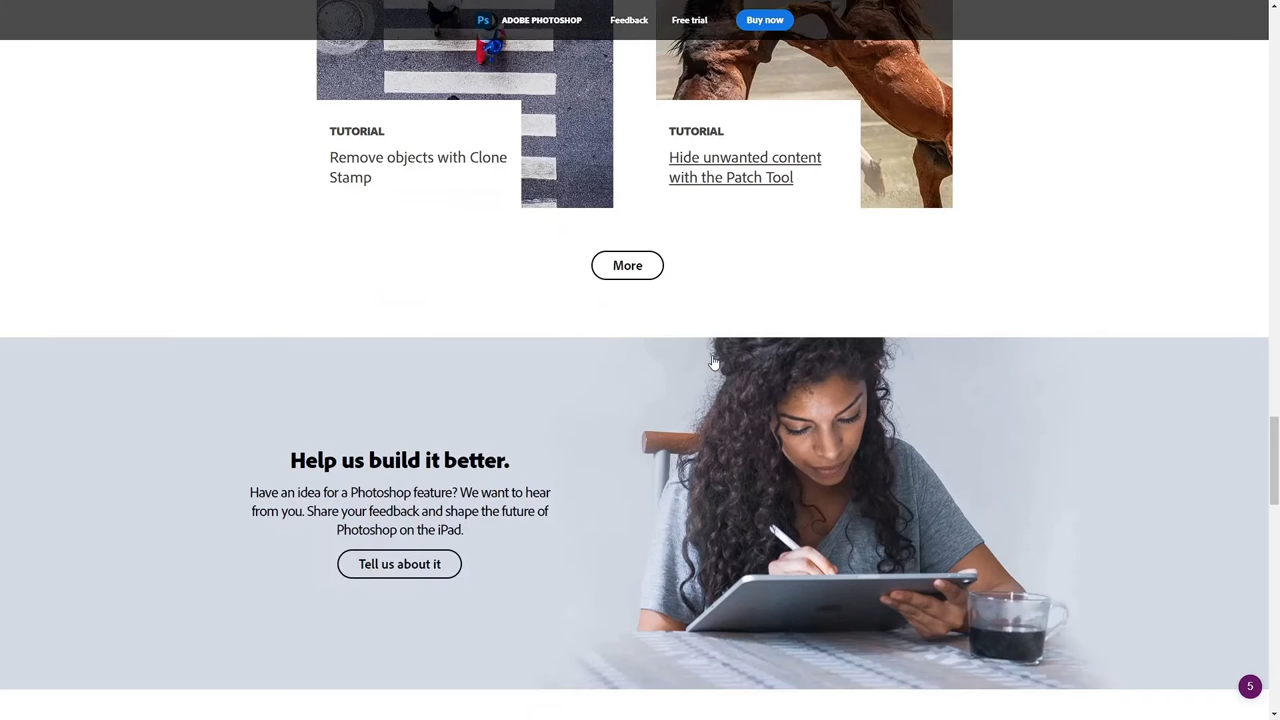 Ps ADOBE PHOTOSHOP Feedback Free trial Buy now
TUTORIAL
Remove objects with Clone
Stamp
TUTORIAL
Hide unwanted content
with the Patch Tool
More
Help us build it better.
Have an idea for a Photoshop feature? We want to hear
from you. Share your feedback and shape the future of
Photoshop on the iPad.
Tell us about it
5